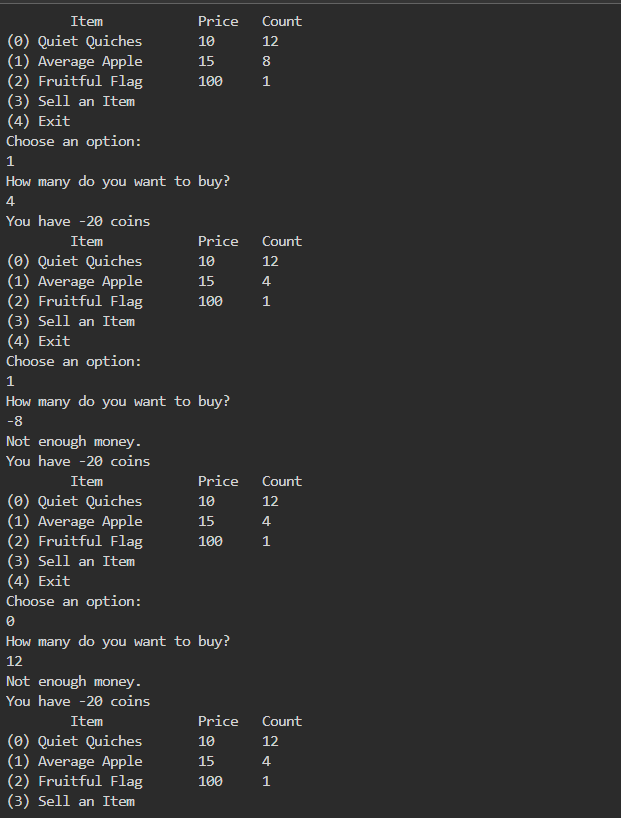 Item Price Count
(0) Quiet Quiches 10 12
(1) Average Apple 15 8
(2) Fruitful Flag 100 1
(3) Sell an Item
(4) Exit
Choose an option:
1
How many do you want to buy?
4
You have -20 coins
Item Price Count
(0) Quiet Quiches 10 12
(1) Average Apple 15 4
(2) Fruitful Flag 100 1
(3) Sell an Item
(4) Exit
Choose an option:
1
How many do you want to buy?
-8
Not enough money.
You have -20 coins
Item Price Count
(0) Quiet Quiches 10 12
(1) Average Apple 15 4
(2) Fruitful Flag 100 1
(3) Sell an Item
(4) Exit
Choose an option:
0
How many do you want to buy?
12
Not enough money.
You have -20 coins
Item Price Count
(0) Quiet Quiches 10 12
(1) Average Apple 15 4
(2) Fruitful Flag 100 1
(3) Sell an Item